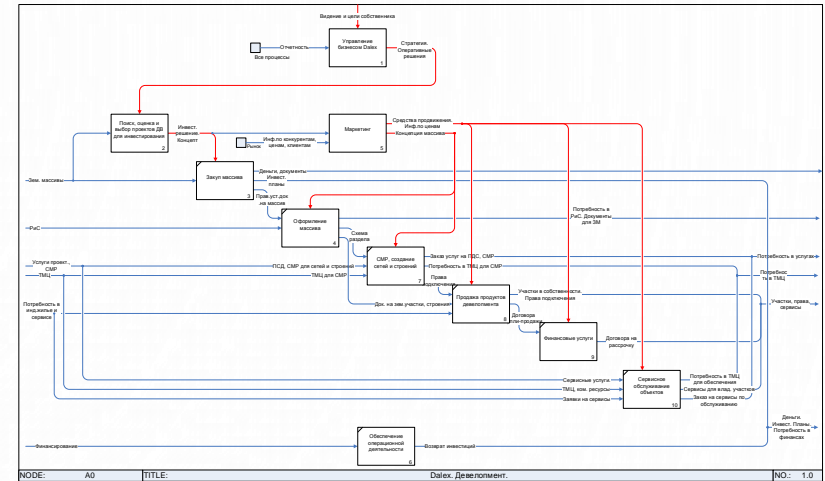 Видение и цели собственника
Управление
бизнесом Dalex
1
Отчетность
Все процессы
Стратегия.
Оперативные
решения
Поиск, оценка и
выбор проектов ДВ
для инвестирования
2
Инвест.
решение.
Концепт
Инф.по конкурентам,
ценам, клиентам
Рынок
Маркетинг
5
Средства продвижения.
Инф.по ценам
Концепция массива
Зем. массивы
Закуп массива
3
Деньги, документы
Инвест.
планы
Прав.уст.док
.на массив
РиС
Оформление
массива
4
Схема
раздела
Потребность в
РиС. Документы
для ЗМ
Услуги проект.,
СМР
ТМЦ
ПСД, СМР для сетей и строений
ТМЦ для СМР
СМР, создание
сетей и строений
7
Заказ услуг на ПДС, СМР
Потребность в ТМЦ для СМР
Потребность в услугах
Потребнос
ть в ТМЦ
Права
подключения
Потребность в
инд.жилье и
сервисе
Док. на зем.участки, строения
Продажа продуктов
девелопмента
8
Участки в собственности.
Права подключения
Участки, права,
сервисы
Договора
Финансовые услуги
9
Договора на
рассрочку
Сервисные услуги
ТМЦ, ком. ресурсы
Заявки на сервисы
Сервисное
обслуживание
объектов
10
Потребность в ТМЦ
для обеспечения
Сервисы для влад. участков
Заказ на сервисы по
обслуживанию
Финансирование
Обеспечение
операционной
деятельности
6
Возврат инвестиций
Деньги.
Инвест. Планы.
Потребность в
финансах
NODE: A0 TITLE: Dalex. Девелопмент. NO.: 1.0